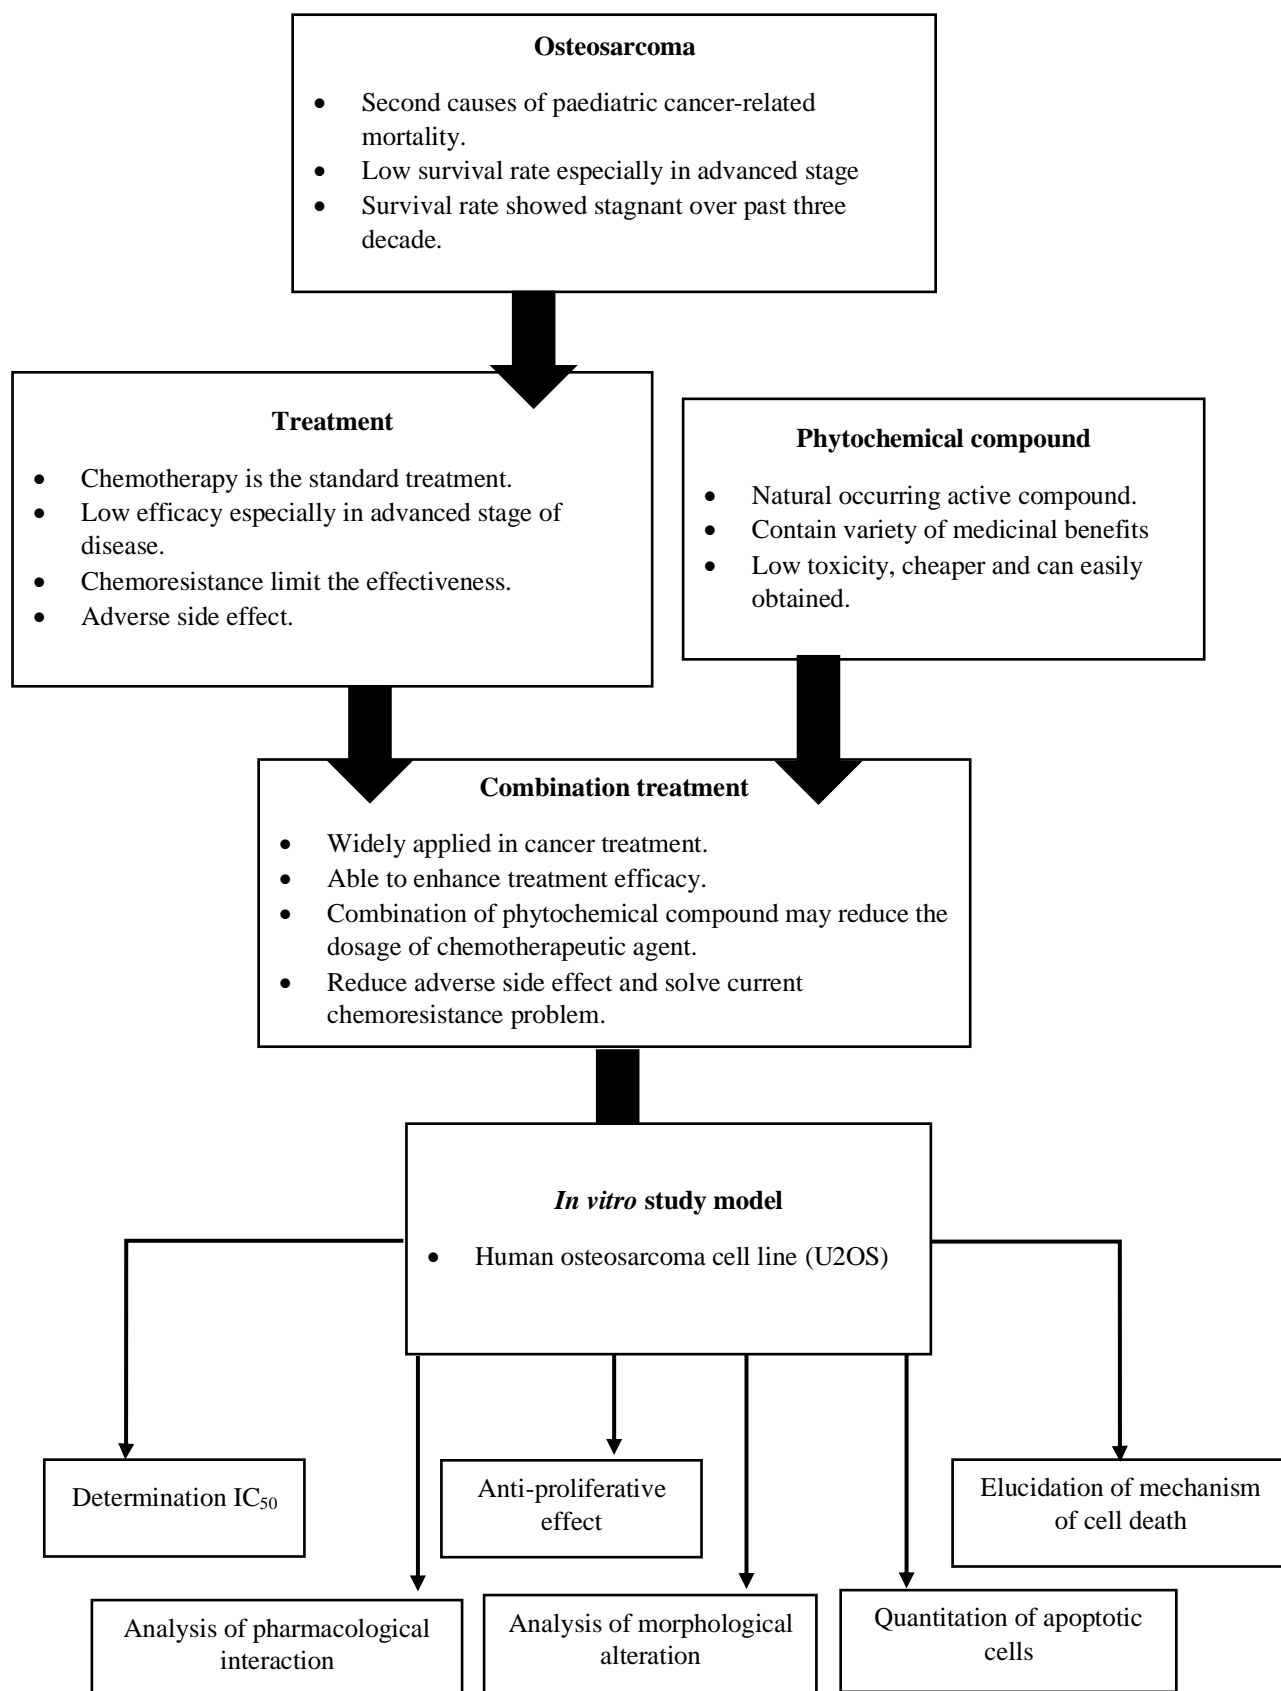 Osteosarcoma
• Second causes of paediatric cancer-related
mortality.
• Low survival rate especially in advanced stage
• Survival rate showed stagnant over past three
decade.
Treatment
• Chemotherapy is the standard treatment.
• Low efficacy especially in advanced stage of
disease.
• Chemoresistance limit the effectiveness.
• Adverse side effect.
Phytochemical compound
• Natural occurring active compound.
• Contain variety of medicinal benefits
• Low toxicity, cheaper and can easily
obtained.
Combination treatment
• Widely applied in cancer treatment.
• Able to enhance treatment efficacy.
• Combination of phytochemical compound may reduce the
dosage of chemotherapeutic agent.
• Reduce adverse side effect and solve current
chemoresistance problem.
In vitro study model
• Human osteosarcoma cell line (U2OS)
Determination IC50
Anti-proliferative
effect
Elucidation of mechanism
of cell death
Analysis of pharmacological
interaction
Analysis of morphological
alteration
Quantitation of apoptotic
cells